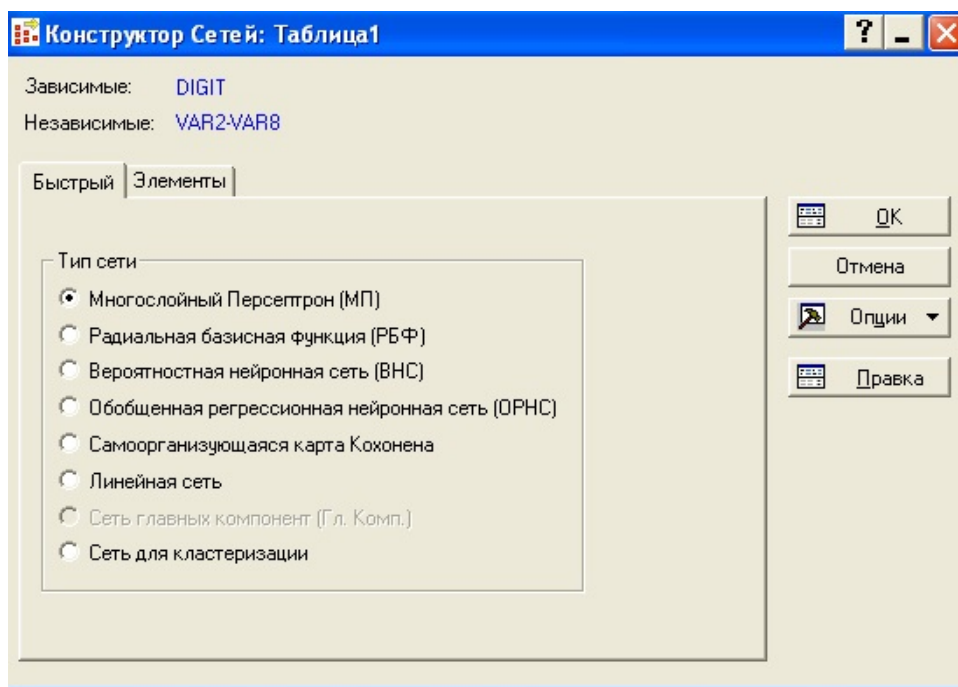 Конструктор Сетей: Таблица1
Зависимые: DIGIT
Независимые: VAR2-VAR8
Быстрый Элементы
Тип сети
Многослойный Персептрон (МП)
Радиальная базисная функция (РБФ)
Вероятностная нейронная сеть (ВНС)
Обобщенная регрессионная нейронная сеть (ОРНС)
Самоорганизующаяся карта Кохонена
Линейная сеть
Сеть главных компонент (Гл. Комп.)
Сеть для кластеризации
OK
Отмена
Опции
Правка